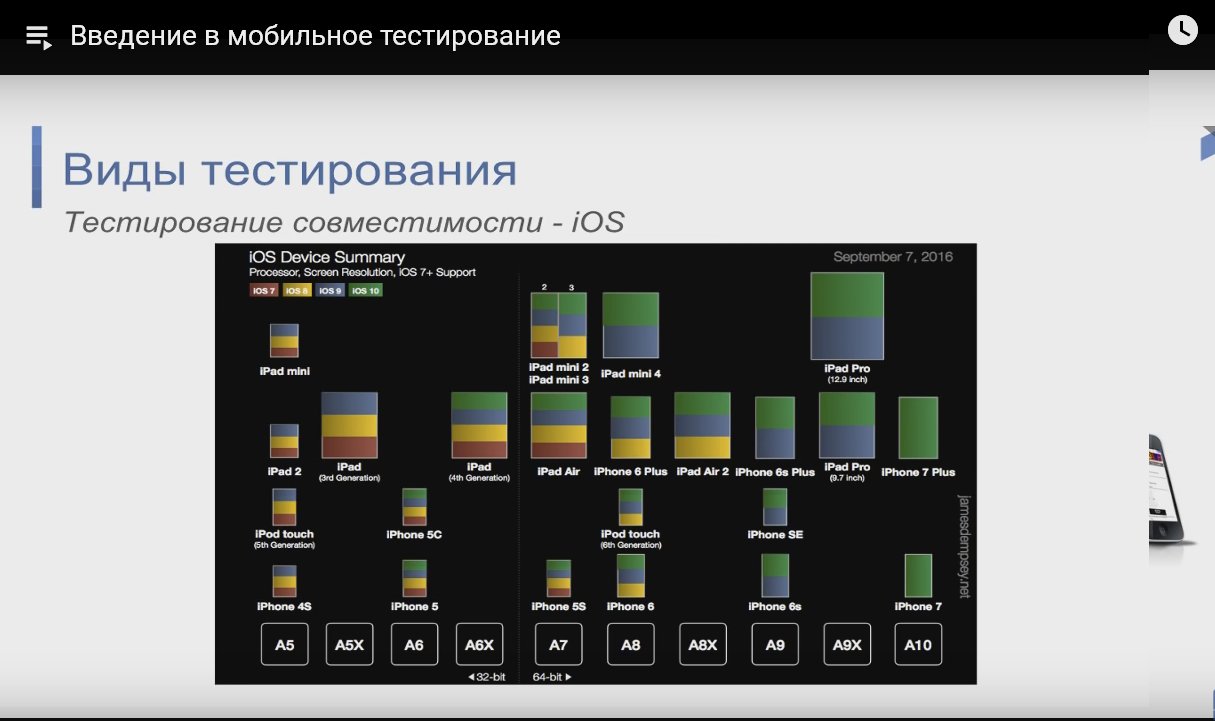 Введение в мобильное тестирование
Виды тестирования
Тестирование совместимости - iOS
iOS Device Summary
September 7, 2016
Processor, Screen Resolution, iOS 7+ Support
iOS 7 iOS 8 iOS 9 iOS 10
2 3
iPad mini
iPad mini 2
iPad mini 3
iPad mini 4
iPad Pro
(12.9 inch)
iPad 2
iPad
(3rd Generation)
iPad
(4th Generation)
iPad Air
iPhone 6 Plus
iPad Air 2
iPhone 6s Plus
iPad Pro
(9.7 inch)
iPhone 7 Plus
iPod touch
(5th Generation)
iPhone 5C
iPod touch
(6th Generation)
iPhone SE
jamesdempsey.net
iPhone 4S
iPhone 5
iPhone 5S
iPhone 6
iPhone 6s
iPhone 7
A5 A5X A6 A6X A7 A8 A8X A9 A9X A10
◄32-bit 64-bit►